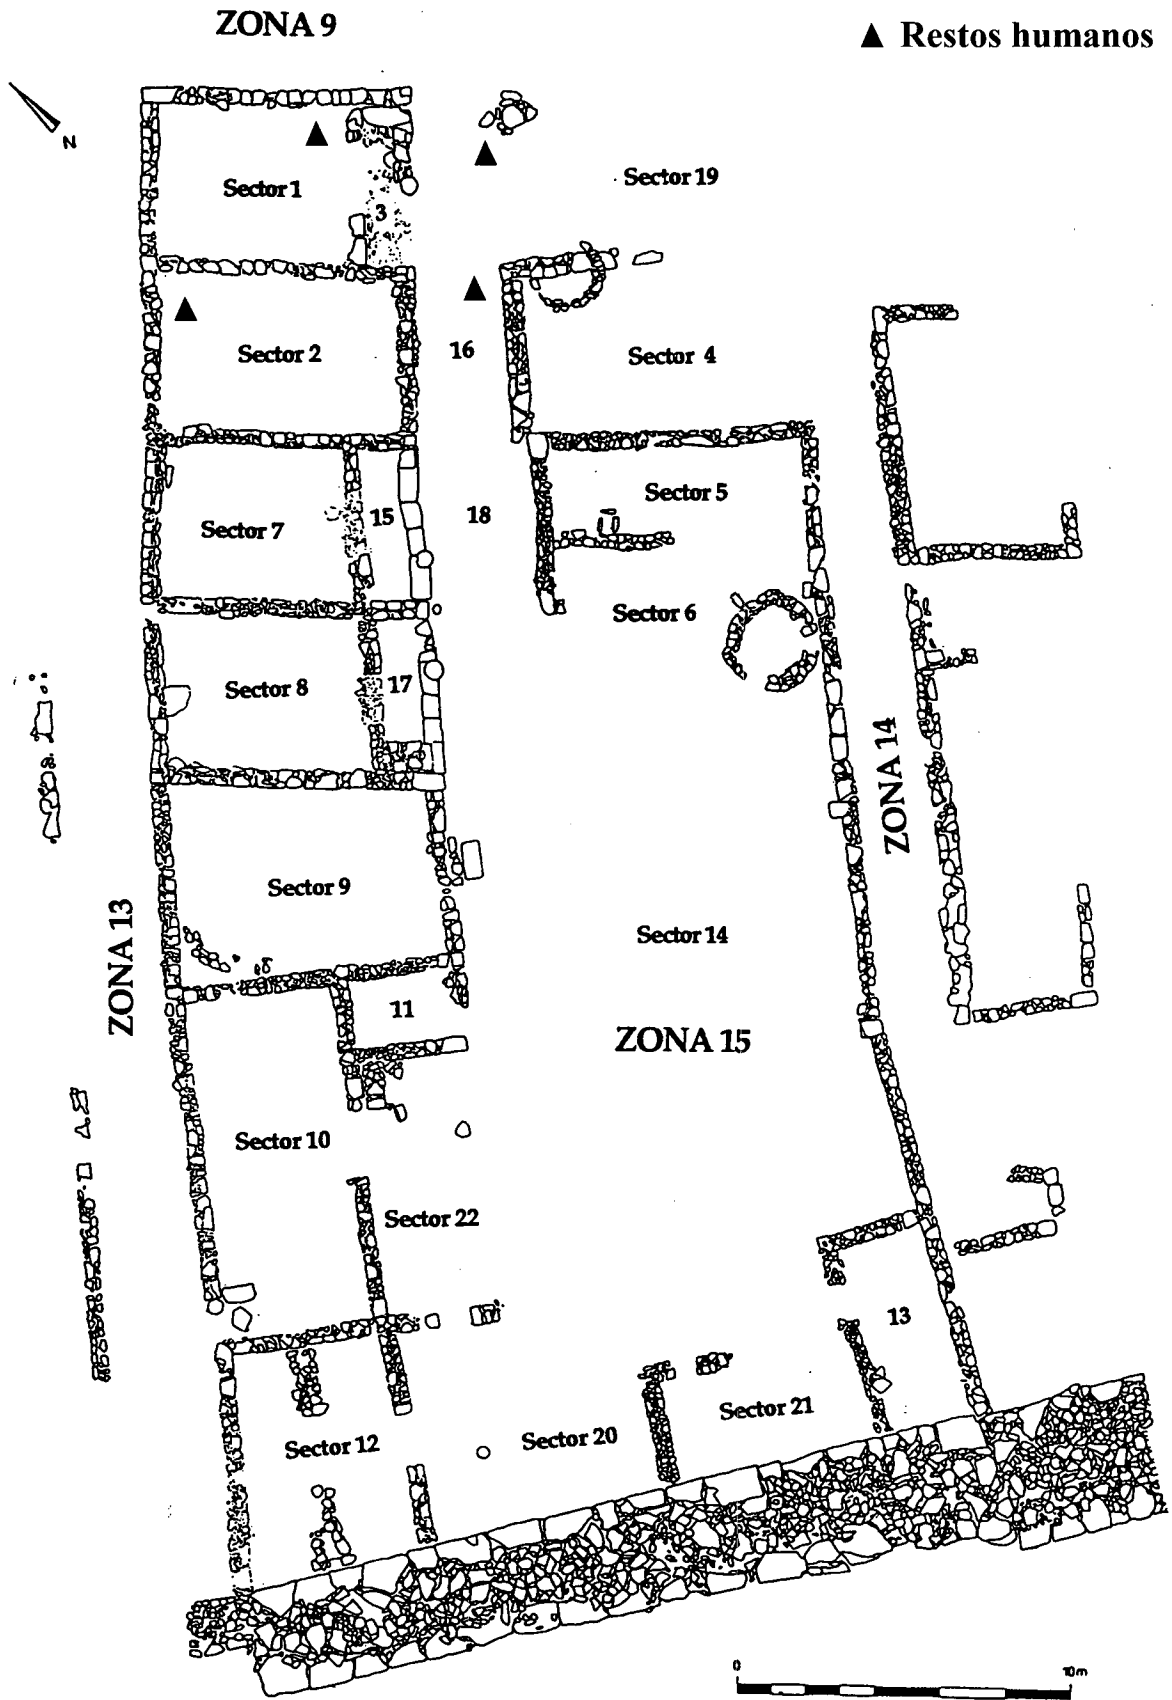 ZONA 9
▲ Restos humanos
N
Sector 1
Sector 19
3
Sector 2
16
Sector 4
Sector 7
15
18
Sector 5
Sector 6
Sector 8
17
ZONA 14
Sector 9
ZONA 13
Sector 14
11
ZONA 15
Sector 10
Sector 22
13
Sector 12
Sector 20
Sector 21
0 10m